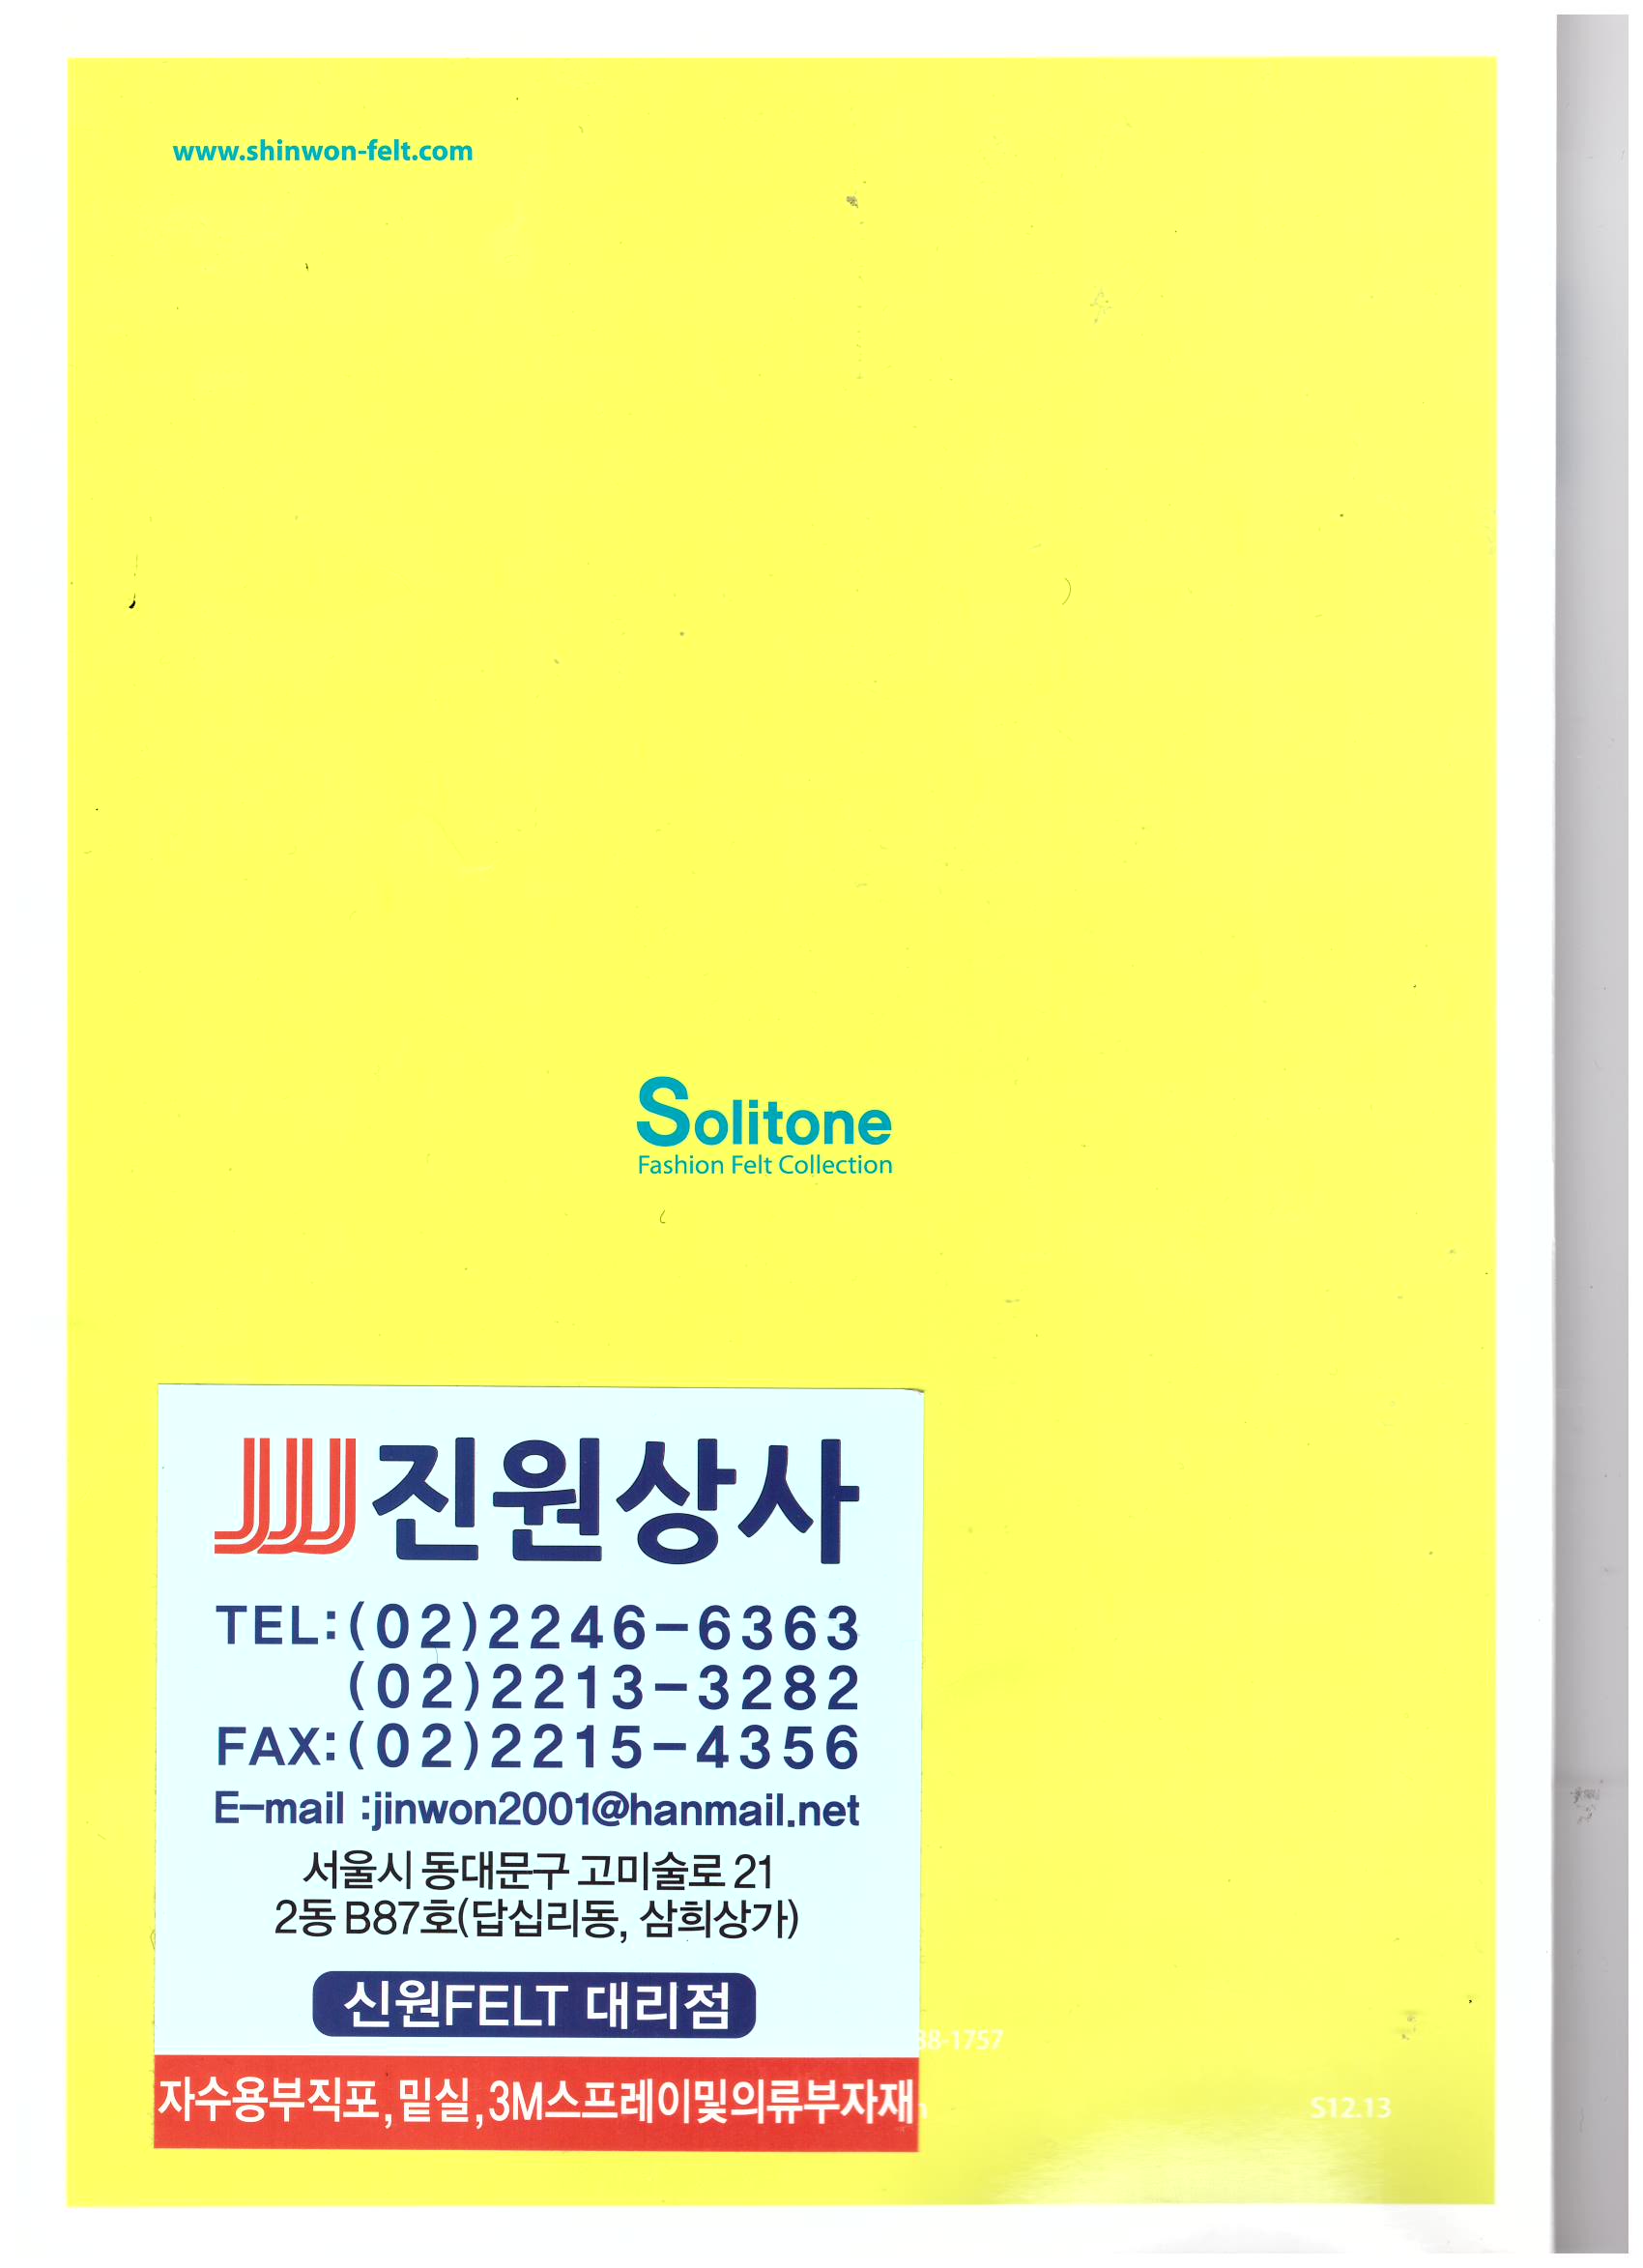 www.shinwon-felt.com
Solitone
Fashion Felt Collection
진원상사
TEL:(02)2246-6363
(02)2213-3282
FAX:(02)2215-4356
E-mail :jinwon2001@hanmail.net
서울시 동대문구 고미술로 21
2동 B87호(답십리동, 삼희상가)
신원FELT 대리점
38-1757
자수용부직포,밑실,3M스프레이및의류부자재
S12.13